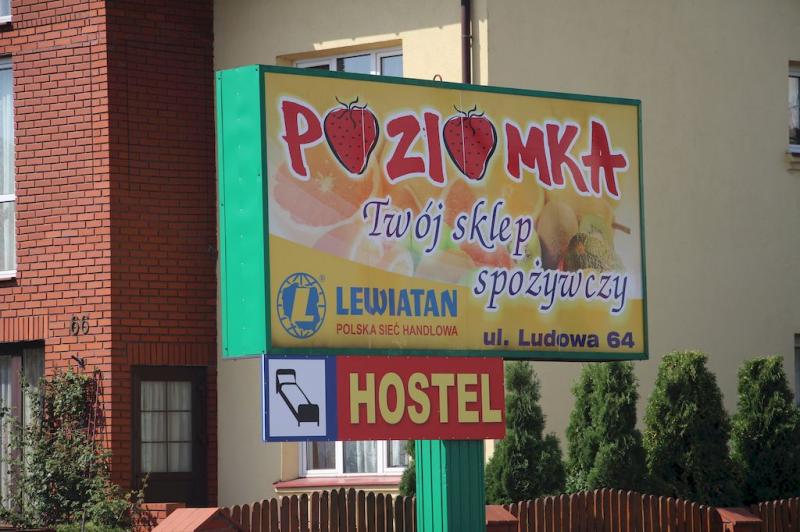 POZIOMKA
Twój sklep
spożywczy
L ®
LEWIATAN
POLSKA SIEĆ HANDLOWA
ul. Ludowa 64
HOSTEL
66